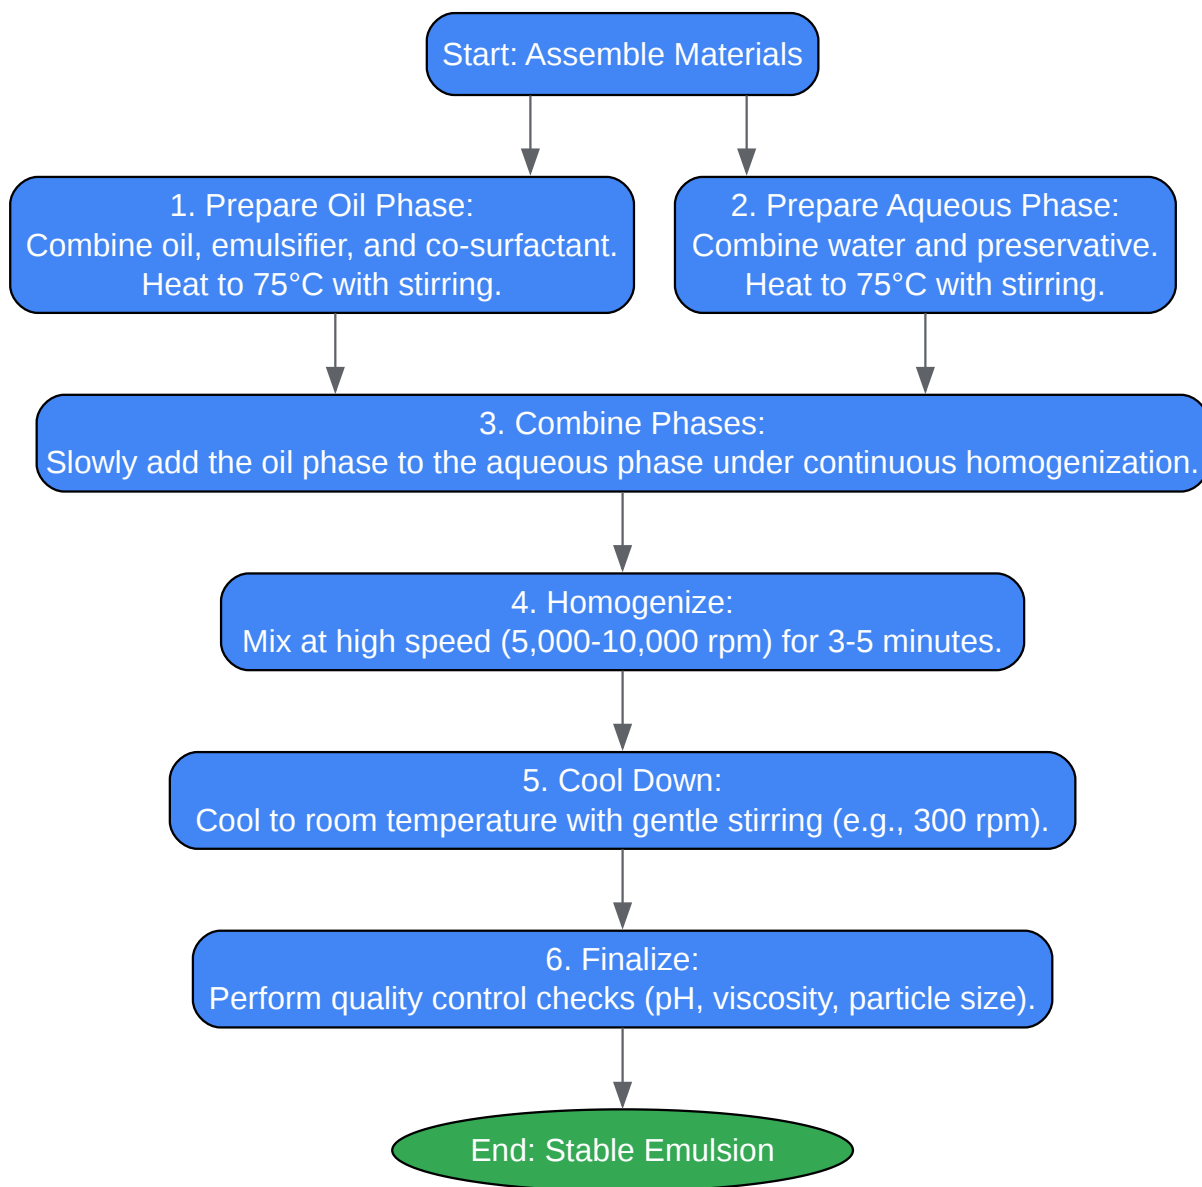 Start: Assemble Materials
1. Prepare Oil Phase:
Combine oil, emulsifier, and co-surfactant.
Heat to 75°C with stirring.
2. Prepare Aqueous Phase:
Combine water and preservative.
Heat to 75°C with stirring.
3. Combine Phases:
Slowly add the oil phase to the aqueous phase under continuous homogenization.
4. Homogenize:
Mix at high speed (5,000-10,000 rpm) for 3-5 minutes.
5. Cool Down:
Cool to room temperature with gentle stirring (e.g., 300 rpm).
6. Finalize:
Perform quality control checks (pH, viscosity, particle size).
End: Stable Emulsion